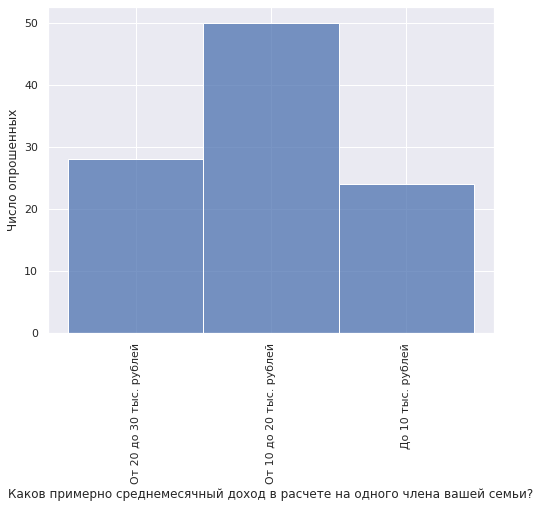 50
40
30
20
10
0
Число опрошенных
От 20 до 30 тыс. рублей
От 10 до 20 тыс. рублей
До 10 тыс. рублей
Каков примерно среднемесячный доход в расчете на одного члена вашей семьи?